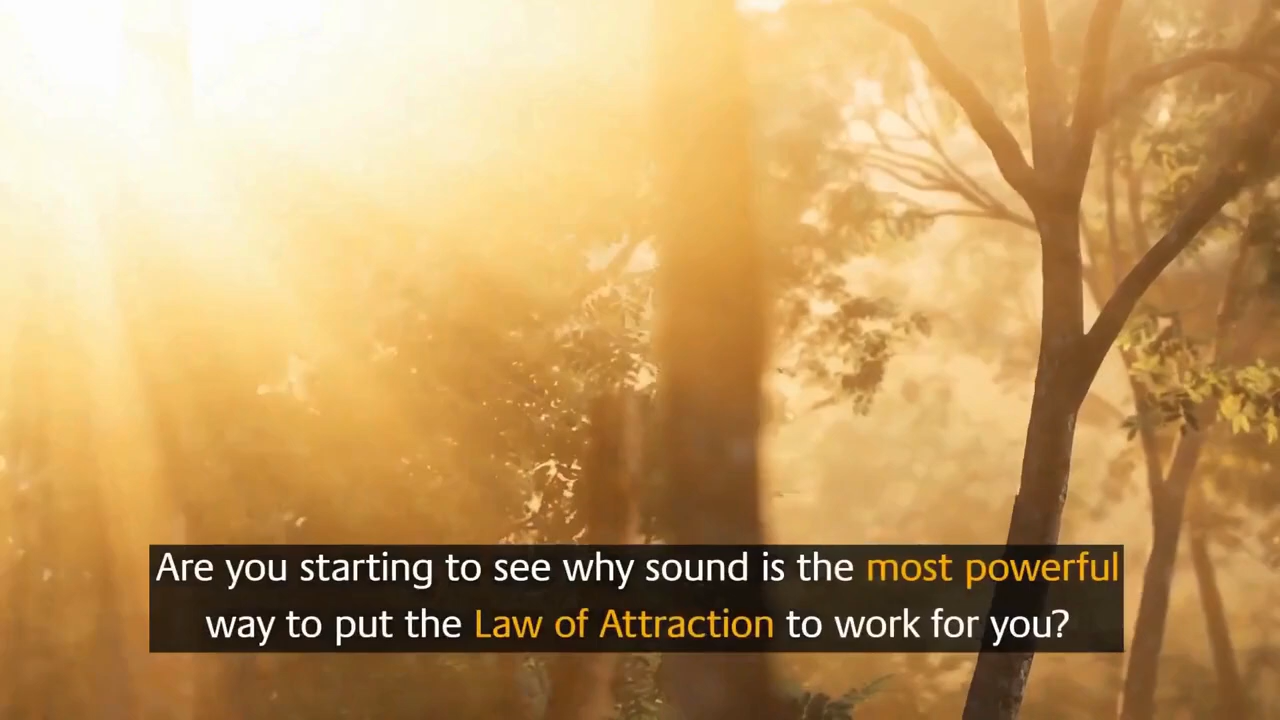 Are you starting to see why sound is the most powerful
way to put the Law of Attraction to work for you?